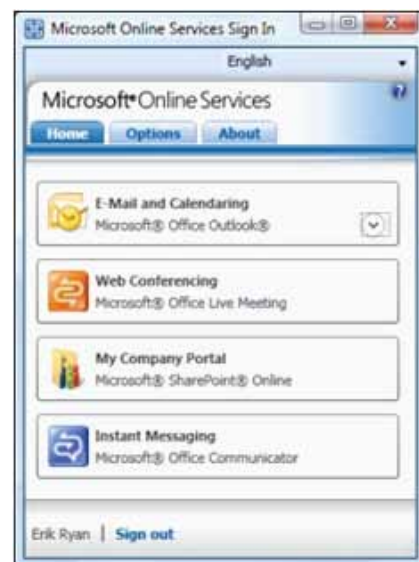 Microsoft Online Services Sign In
English
Microsoft® Online Services
?
Home Options About
E-Mail and Calendaring
Microsoft® Office Outlook®
Web Conferencing
Microsoft® Office Live Meeting
My Company Portal
Microsoft® SharePoint® Online
Instant Messaging
Microsoft® Office Communicator
Erik Ryan | Sign out